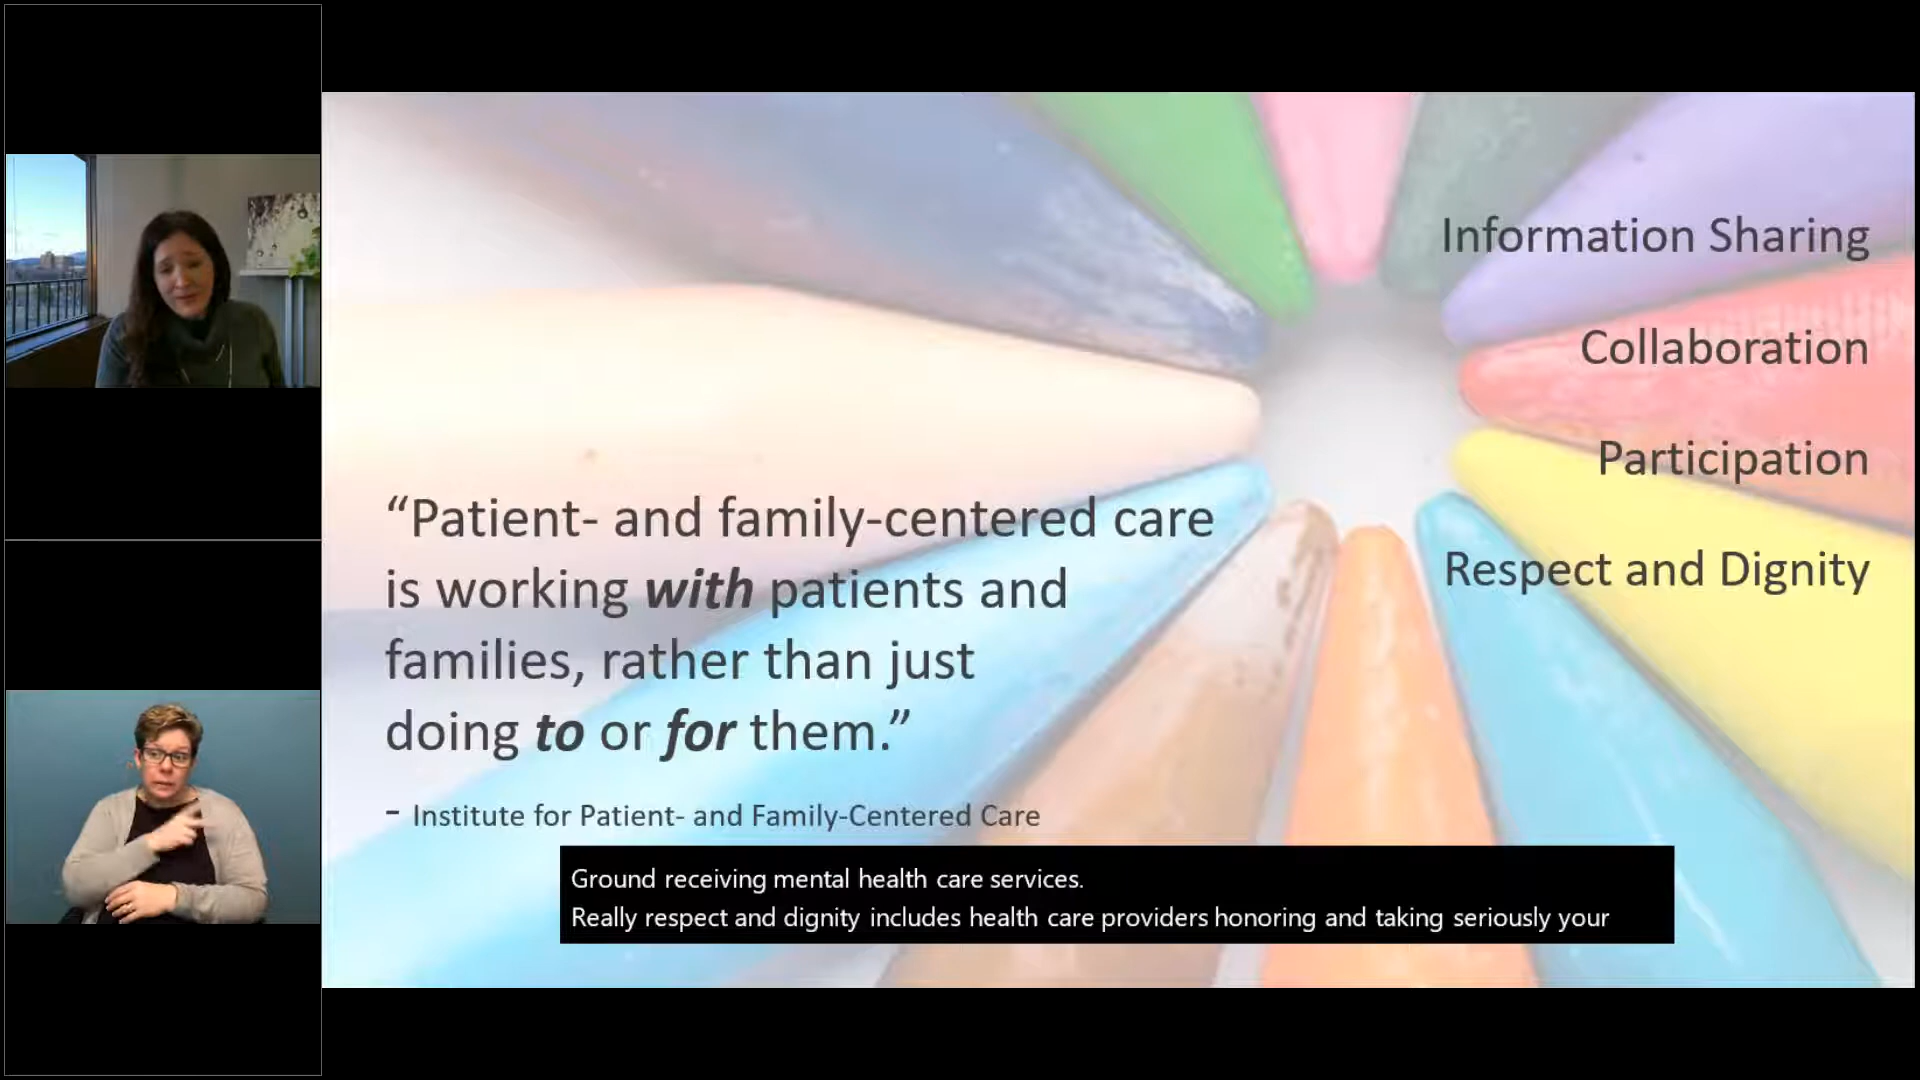 Information Sharing
Collaboration
Participation
Respect and Dignity
“Patient- and family-centered care
is working with patients and
families, rather than just
doing to or for them.”
- Institute for Patient- and Family-Centered Care
Ground receiving mental health care services.
Really respect and dignity includes health care providers honoring and taking seriously your